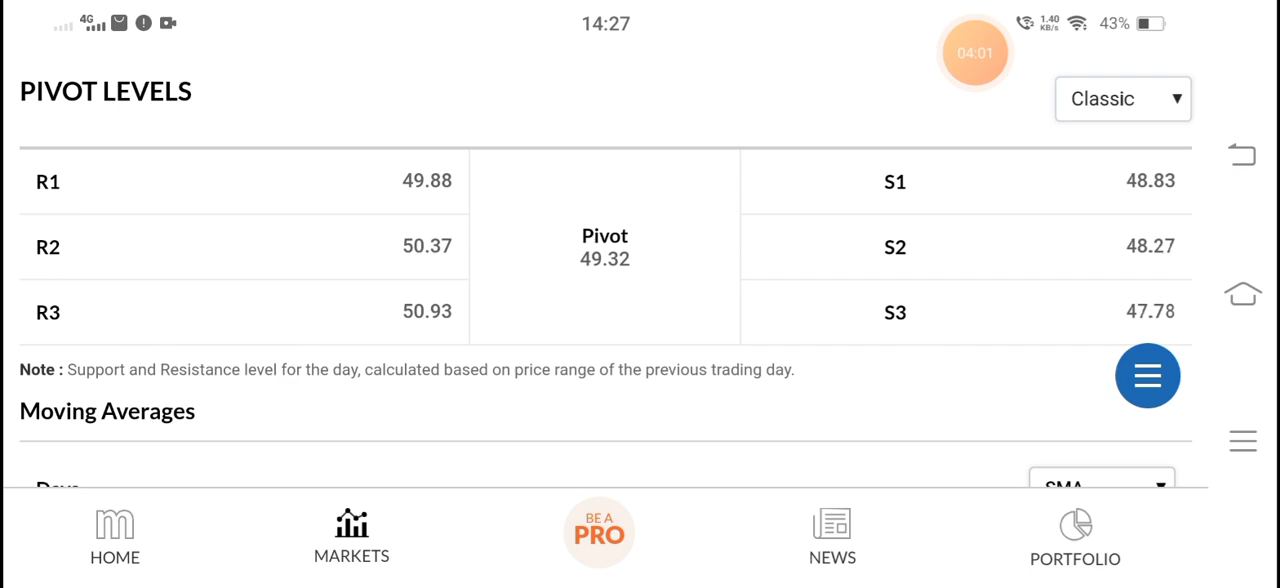 4G
14:27
1.40
KB/s
43%
04:01
PIVOT LEVELS
Classic
R1 49.88
S1 48.83
Pivot
49.32
R2 50.37
S2 48.27
R3 50.93
S3 47.78
Note : Support and Resistance level for the day, calculated based on price range of the previous trading day.
Moving Averages
Days
SMA
BE A
PRO
HOME
MARKETS
NEWS
PORTFOLIO